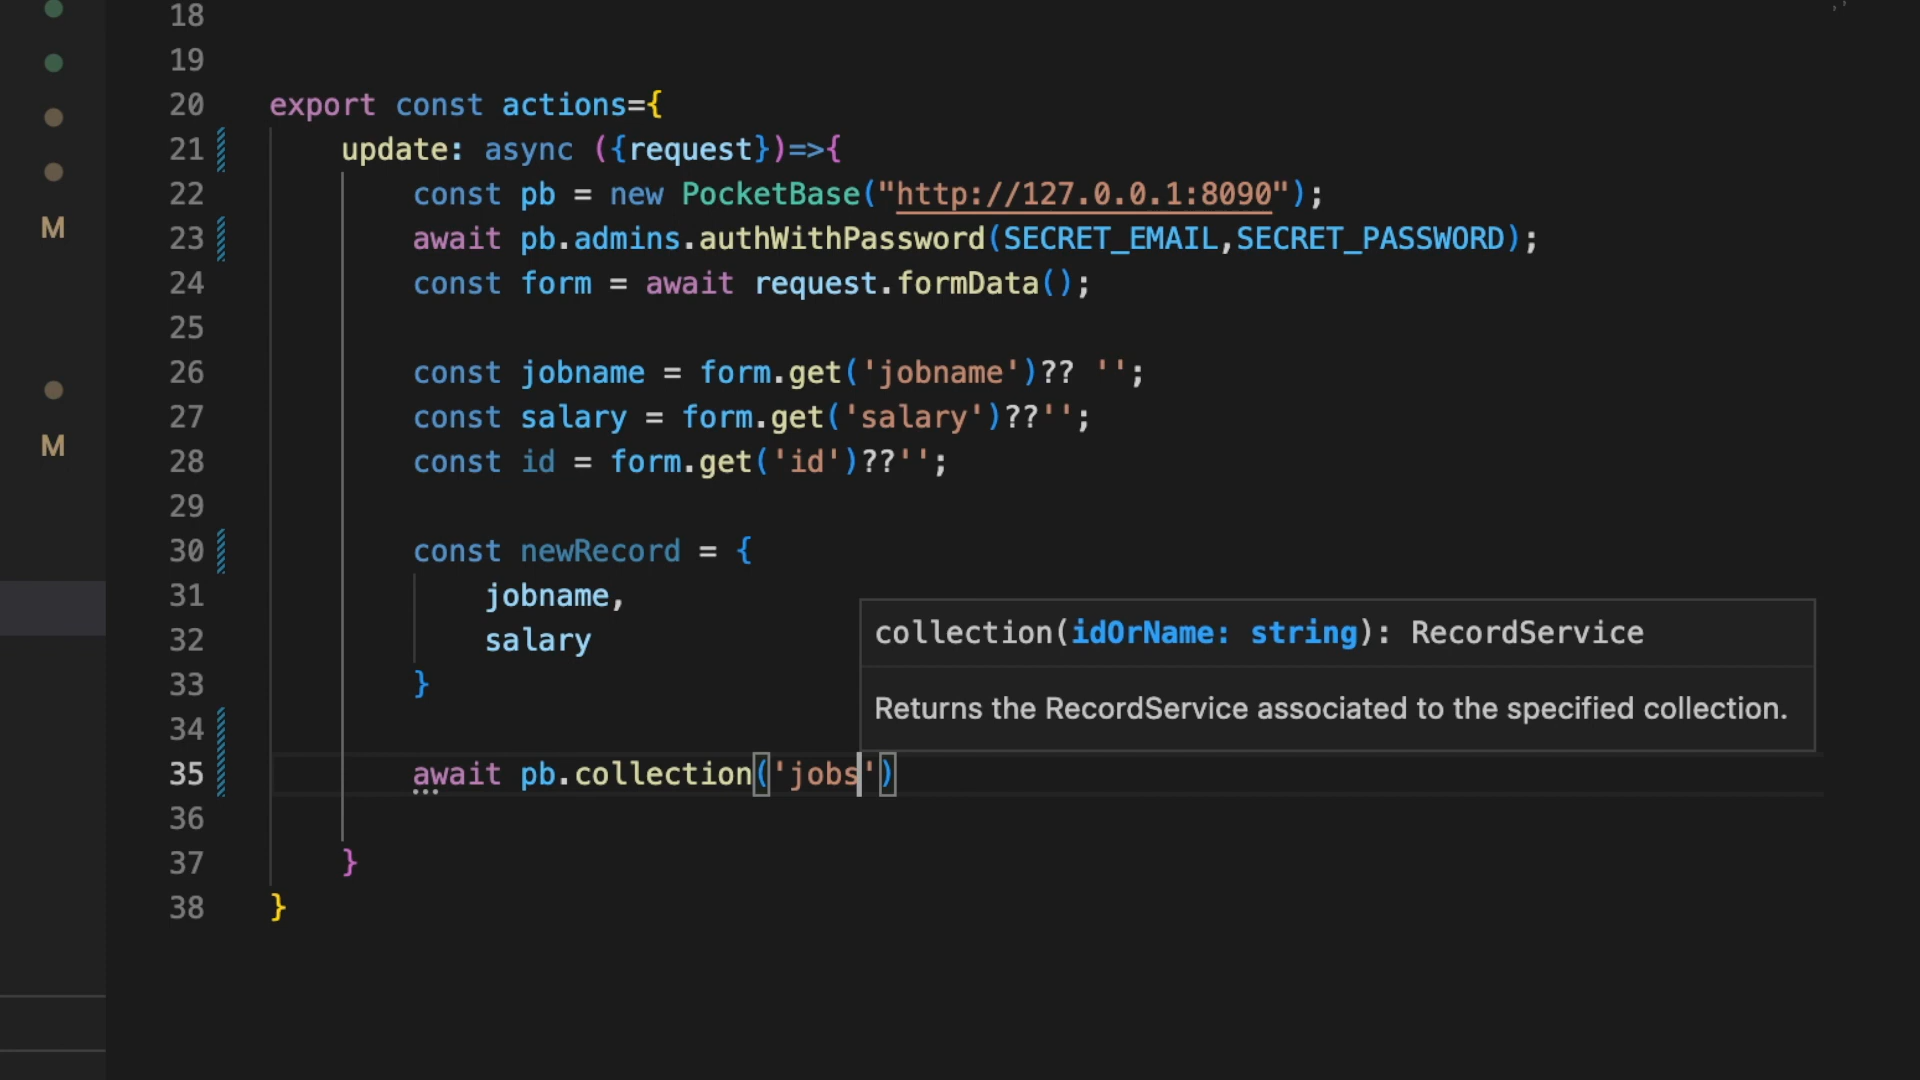 18
19
20 export const actions={
21 update: async ({request})=>{
22 const pb = new PocketBase("http://127.0.0.1:8090");
23 await pb.admins.authWithPassword(SECRET_EMAIL,SECRET_PASSWORD);
24 const form = await request.formData();
25
26 const jobname = form.get('jobname')?? '';
27 const salary = form.get('salary')??'';
28 const id = form.get('id')??'';
29
30 const newRecord = {
31 jobname,
32 salary
33 }
34
35 await pb.collection('jobs')
36
37 }
38 }
collection(idOrName: string): RecordService
Returns the RecordService associated to the specified collection.
M
M